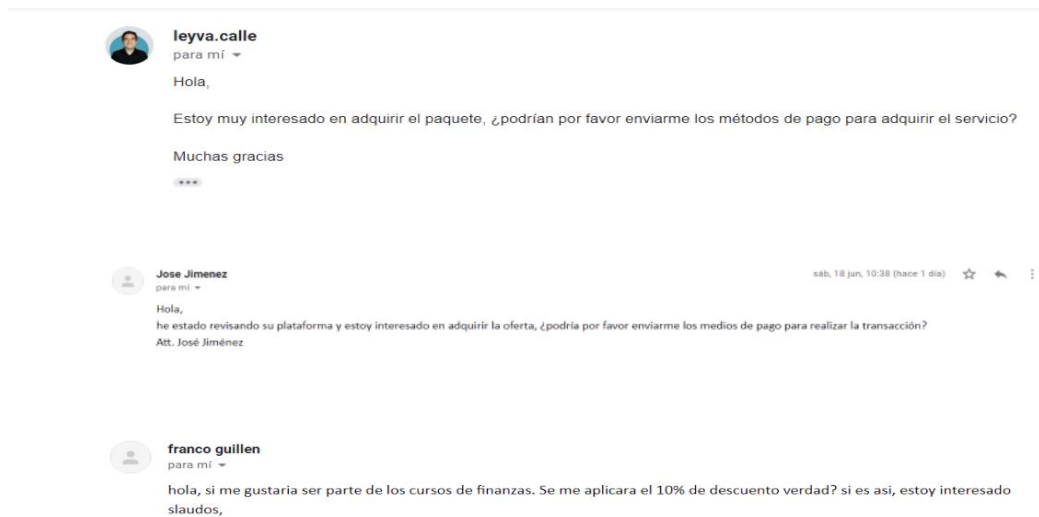 leyva.calle
para mí
Hola,
Estoy muy interesado en adquirir el paquete, ¿podrían por favor enviarme los métodos de pago para adquirir el servicio?
Muchas gracias
Jose Jimenez
sáb, 18 jun, 10:38 (hace 1 día)
para mí
Hola,
he estado revisando su plataforma y estoy interesado en adquirir la oferta, ¿podría por favor enviarme los medios de pago para realizar la transacción?
Att. José Jiménez
franco guillen
para mí
hola, si me gustaria ser parte de los cursos de finanzas. Se me aplicara el 10% de descuento verdad? si es asi, estoy interesado
slaudos,